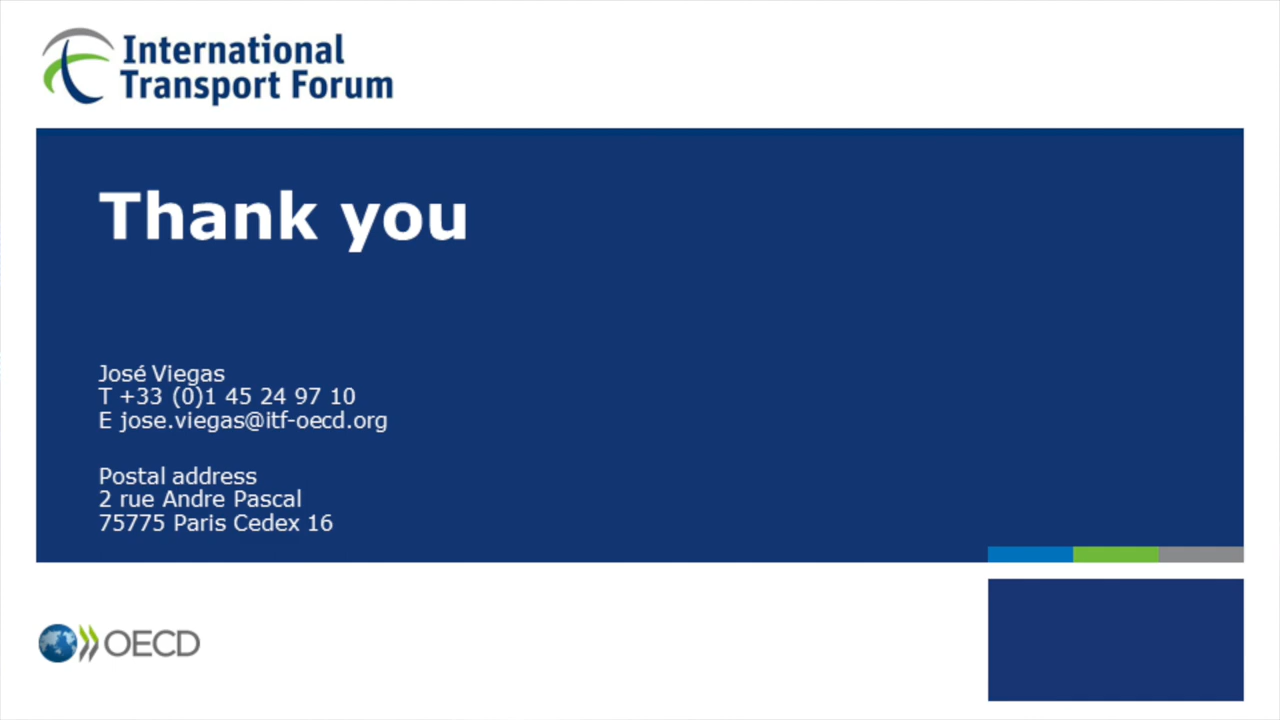 International
Transport Forum
Thank you
José Viegas
T +33 (0)1 45 24 97 10
E jose.viegas@itf-oecd.org
Postal address
2 rue Andre Pascal
75775 Paris Cedex 16
OECD